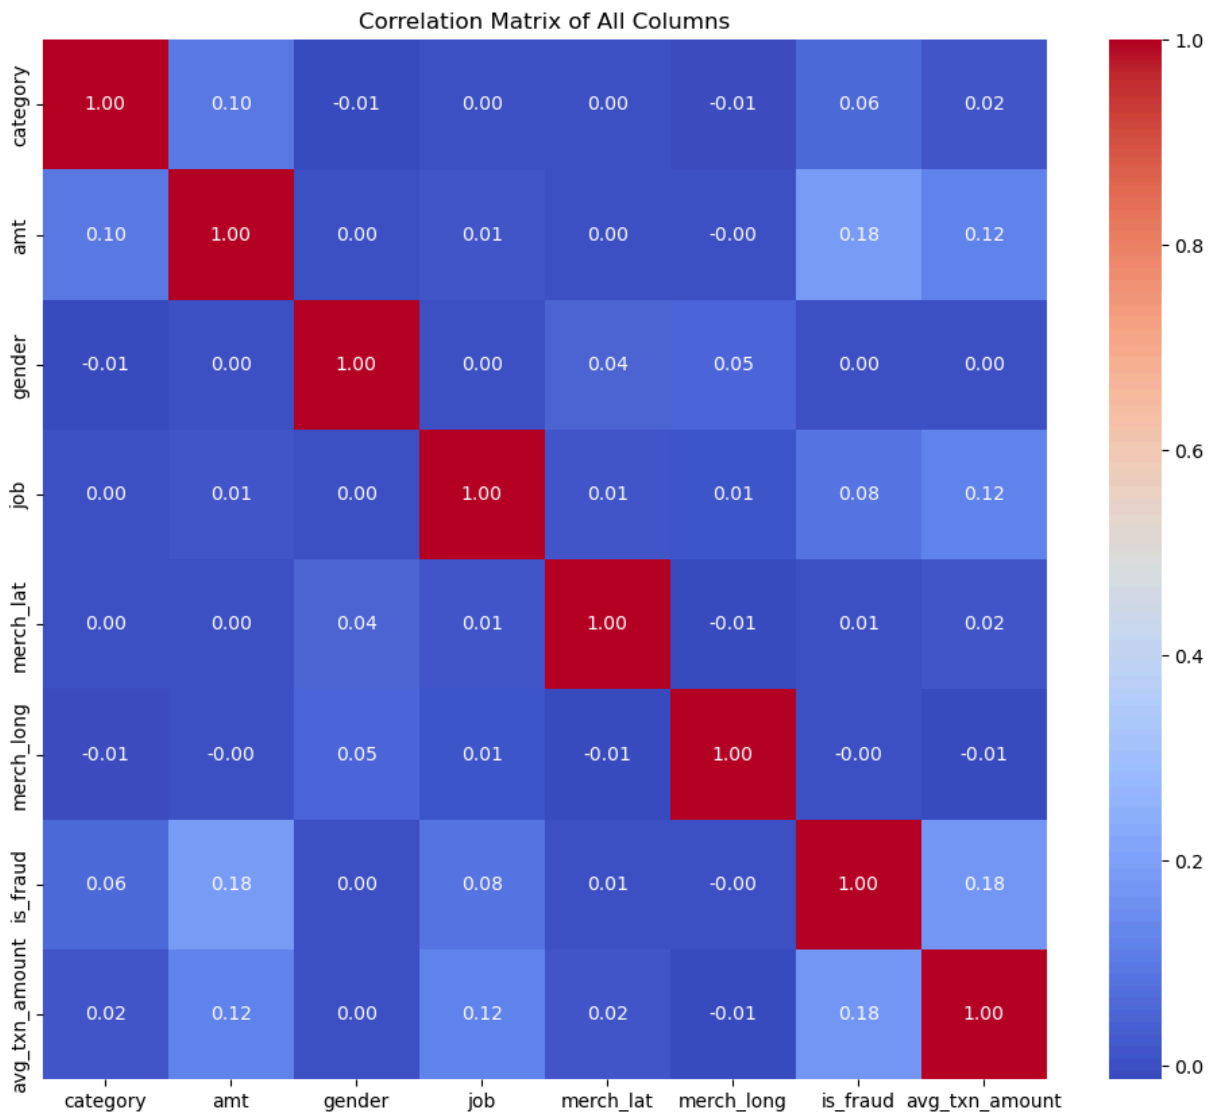 Correlation Matrix of All Columns
category 1.00 0.10 -0.01 0.00 0.00 -0.01 0.06 0.02
amt 0.10 1.00 0.00 0.01 0.00 -0.00 0.18 0.12
gender -0.01 0.00 1.00 0.00 0.04 0.05 0.00 0.00
job 0.00 0.01 0.00 1.00 0.01 0.01 0.08 0.12
merch_lat 0.00 0.00 0.04 0.01 1.00 -0.01 0.01 0.02
merch_long -0.01 -0.00 0.05 0.01 -0.01 1.00 -0.00 -0.01
is_fraud 0.06 0.18 0.00 0.08 0.01 -0.00 1.00 0.18
avg_txn_amount 0.02 0.12 0.00 0.12 0.02 -0.01 0.18 1.00
category amt gender job merch_lat merch_long is_fraud avg_txn_amount
1.0
0.8
0.6
0.4
0.2
0.0